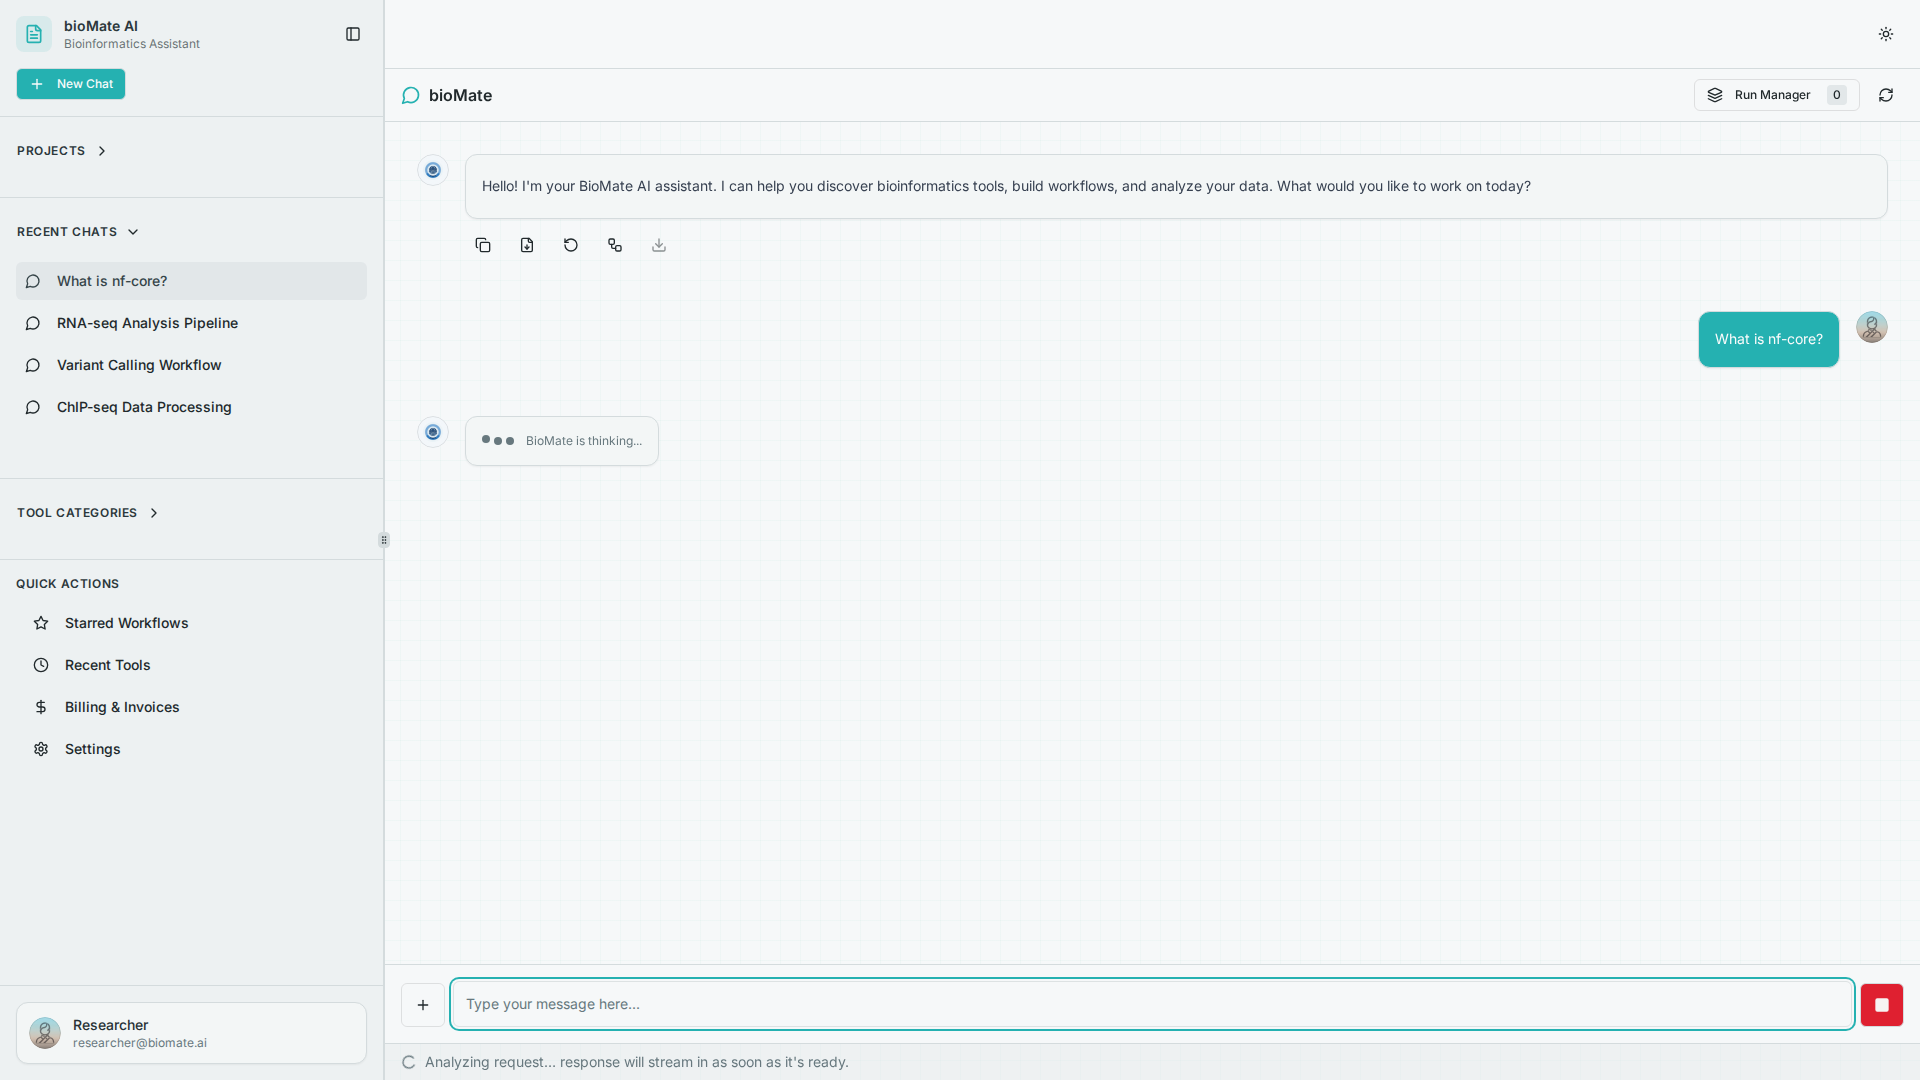 bioMate AI
Bioinformatics Assistant
New Chat
PROJECTS
RECENT CHATS
What is nf-core?
RNA-seq Analysis Pipeline
Variant Calling Workflow
ChIP-seq Data Processing
TOOL CATEGORIES
QUICK ACTIONS
Starred Workflows
Recent Tools
Billing & Invoices
Settings
Researcher
researcher@biomate.ai
bioMate
Run Manager 0
Hello! I'm your BioMate AI assistant. I can help you discover bioinformatics tools, build workflows, and analyze your data. What would you like to work on today?
What is nf-core?
BioMate is thinking...
Type your message here...
Analyzing request... response will stream in as soon as it's ready.